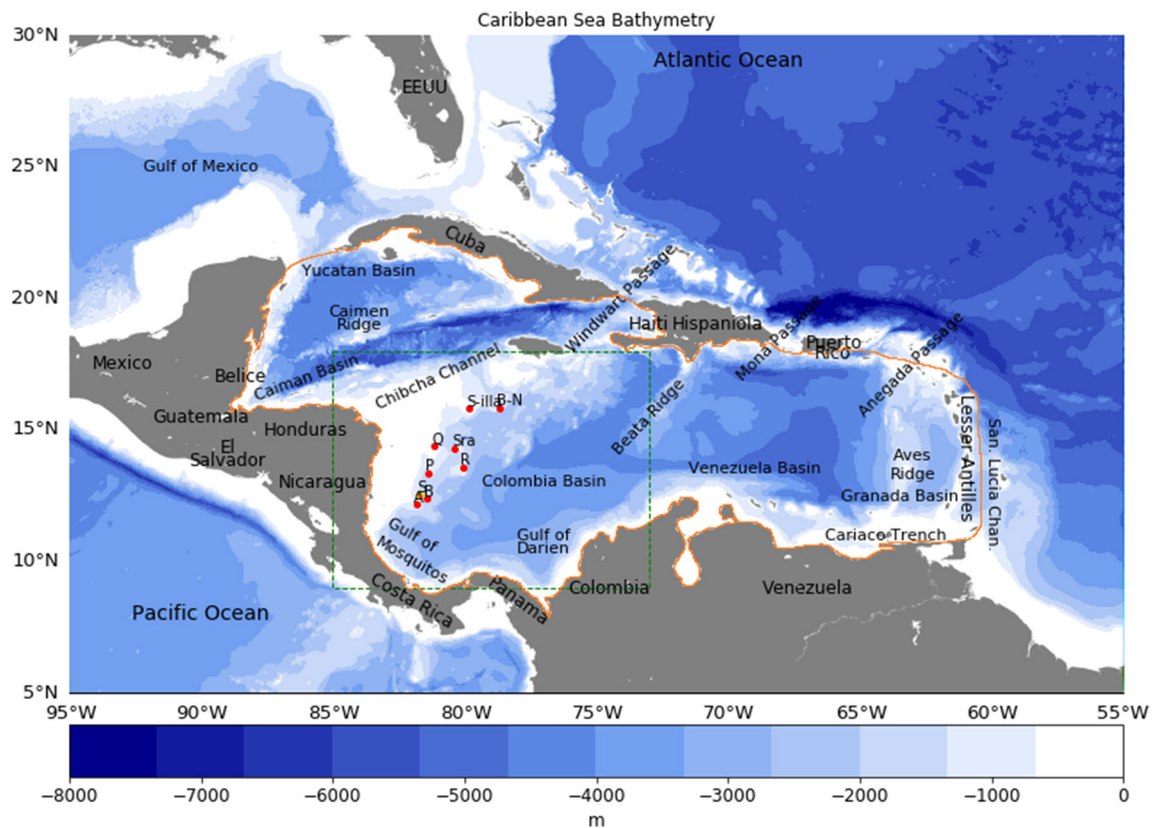 Caribbean Sea Bathymetry
30°N
Atlantic Ocean
EEUU
25°N
Gulf of Mexico
Cuba
Yucatan Basin
20°N
Windwart Passage
Caimen
Ridge
Haiti
Hispaniola
Mona Passage
Puerto
Rico
Anegada Passage
Mexico
Belice
Caiman Basin
Chibcha Channel
Guatemala
S-illa
B-N
Beata Ridge
Lesser Antilles
San. Lucia Chan.
15°N
Honduras
El
Salvador
Q
Sra
R
P
Nicaragua
S
B
A
Colombia Basin
Venezuela Basin
Aves
Ridge
Granada Basin
Gulf of
Mosquitos
Gulf of
Darien
Cariaco Trench
10°N
Costa Rica
Panama
Colombia
Venezuela
Pacific Ocean
5°N
95°W 90°W 85°W 80°W 75°W 70°W 65°W 60°W 55°W
−8000 −7000 −6000 −5000 −4000 −3000 −2000 −1000 0
m